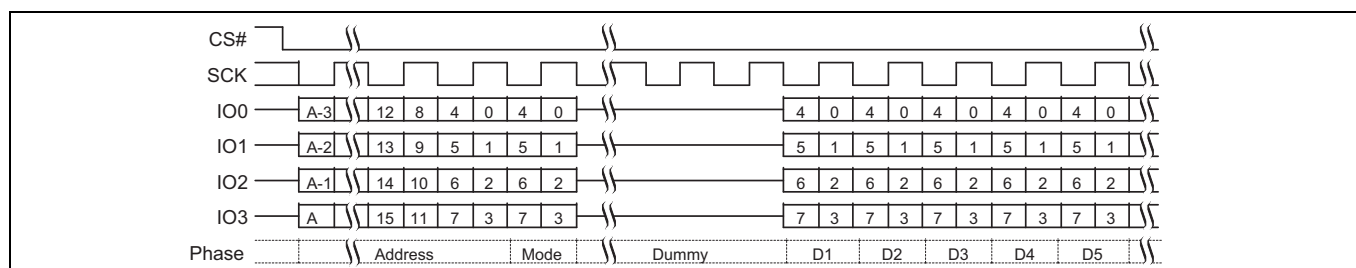 CS#
SCK
IO0 A-3 12 8 4 0 4 0 4 0 4 0 4 0 4 0 4 0
IO1 A-2 13 9 5 1 5 1 5 1 5 1 5 1 5 1 5 1
IO2 A-1 14 10 6 2 6 2 6 2 6 2 6 2 6 2 6 2
IO3 A 15 11 7 3 7 3 7 3 7 3 7 3 7 3 7 3
Phase Address Mode Dummy D1 D2 D3 D4 D5